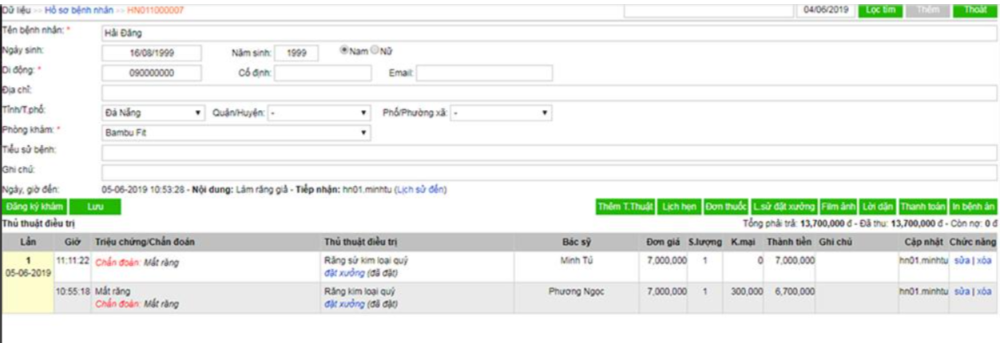 Dữ liệu >> Hồ sơ bệnh nhân >> HN011000007 04/06/2019 Lọc tìm Thêm Thoát
Tên bệnh nhân: * Hải Đăng
Ngày sinh: 16/08/1999 Năm sinh: 1999 Nam Nữ
Di động: * 090000000 Cố định: Email:
Địa chỉ:
Tỉnh/T.phố: Đà Nẵng Quận/Huyện: - Phố/Phường xã: -
Phòng khám: * Bambu Fit
Tiểu sử bệnh:
Ghi chú:
Ngày, giờ đến: 05-06-2019 10:53:28 - Nội dung: Làm răng giả - Tiếp nhận: hn01.minhtu (Lịch sử đến)
Đăng ký khám Lưu Thêm T.Thuật Lịch hẹn Đơn thuốc L.sử đặt xưởng Film ảnh Lời dặn Thanh toán In bệnh án
Thủ thuật điều trị Tổng phải trả: 13,700,000 đ - Đã thu: 13,700,000 đ - Còn nợ: 0 đ
Lần Giờ Triệu chứng/Chẩn đoán Thủ thuật điều trị Bác sỹ Đơn giá S.lượng K.mại Thành tiền Ghi chú Cập nhật Chức năng
1 11:11:22 Chẩn đoán: Mất răng Răng sứ kim loại quý Minh Tú 7,000,000 1 0 7,000,000 hn01.minhtu sửa | xóa
05-06-2019 đặt xưởng (đã đặt)
10:55:18 Mất răng Răng kim loại quý Phương Ngọc 7,000,000 1 300,000 6,700,000 hn01.minhtu sửa | xóa
Chẩn đoán: Mất răng đặt xưởng (đã đặt)